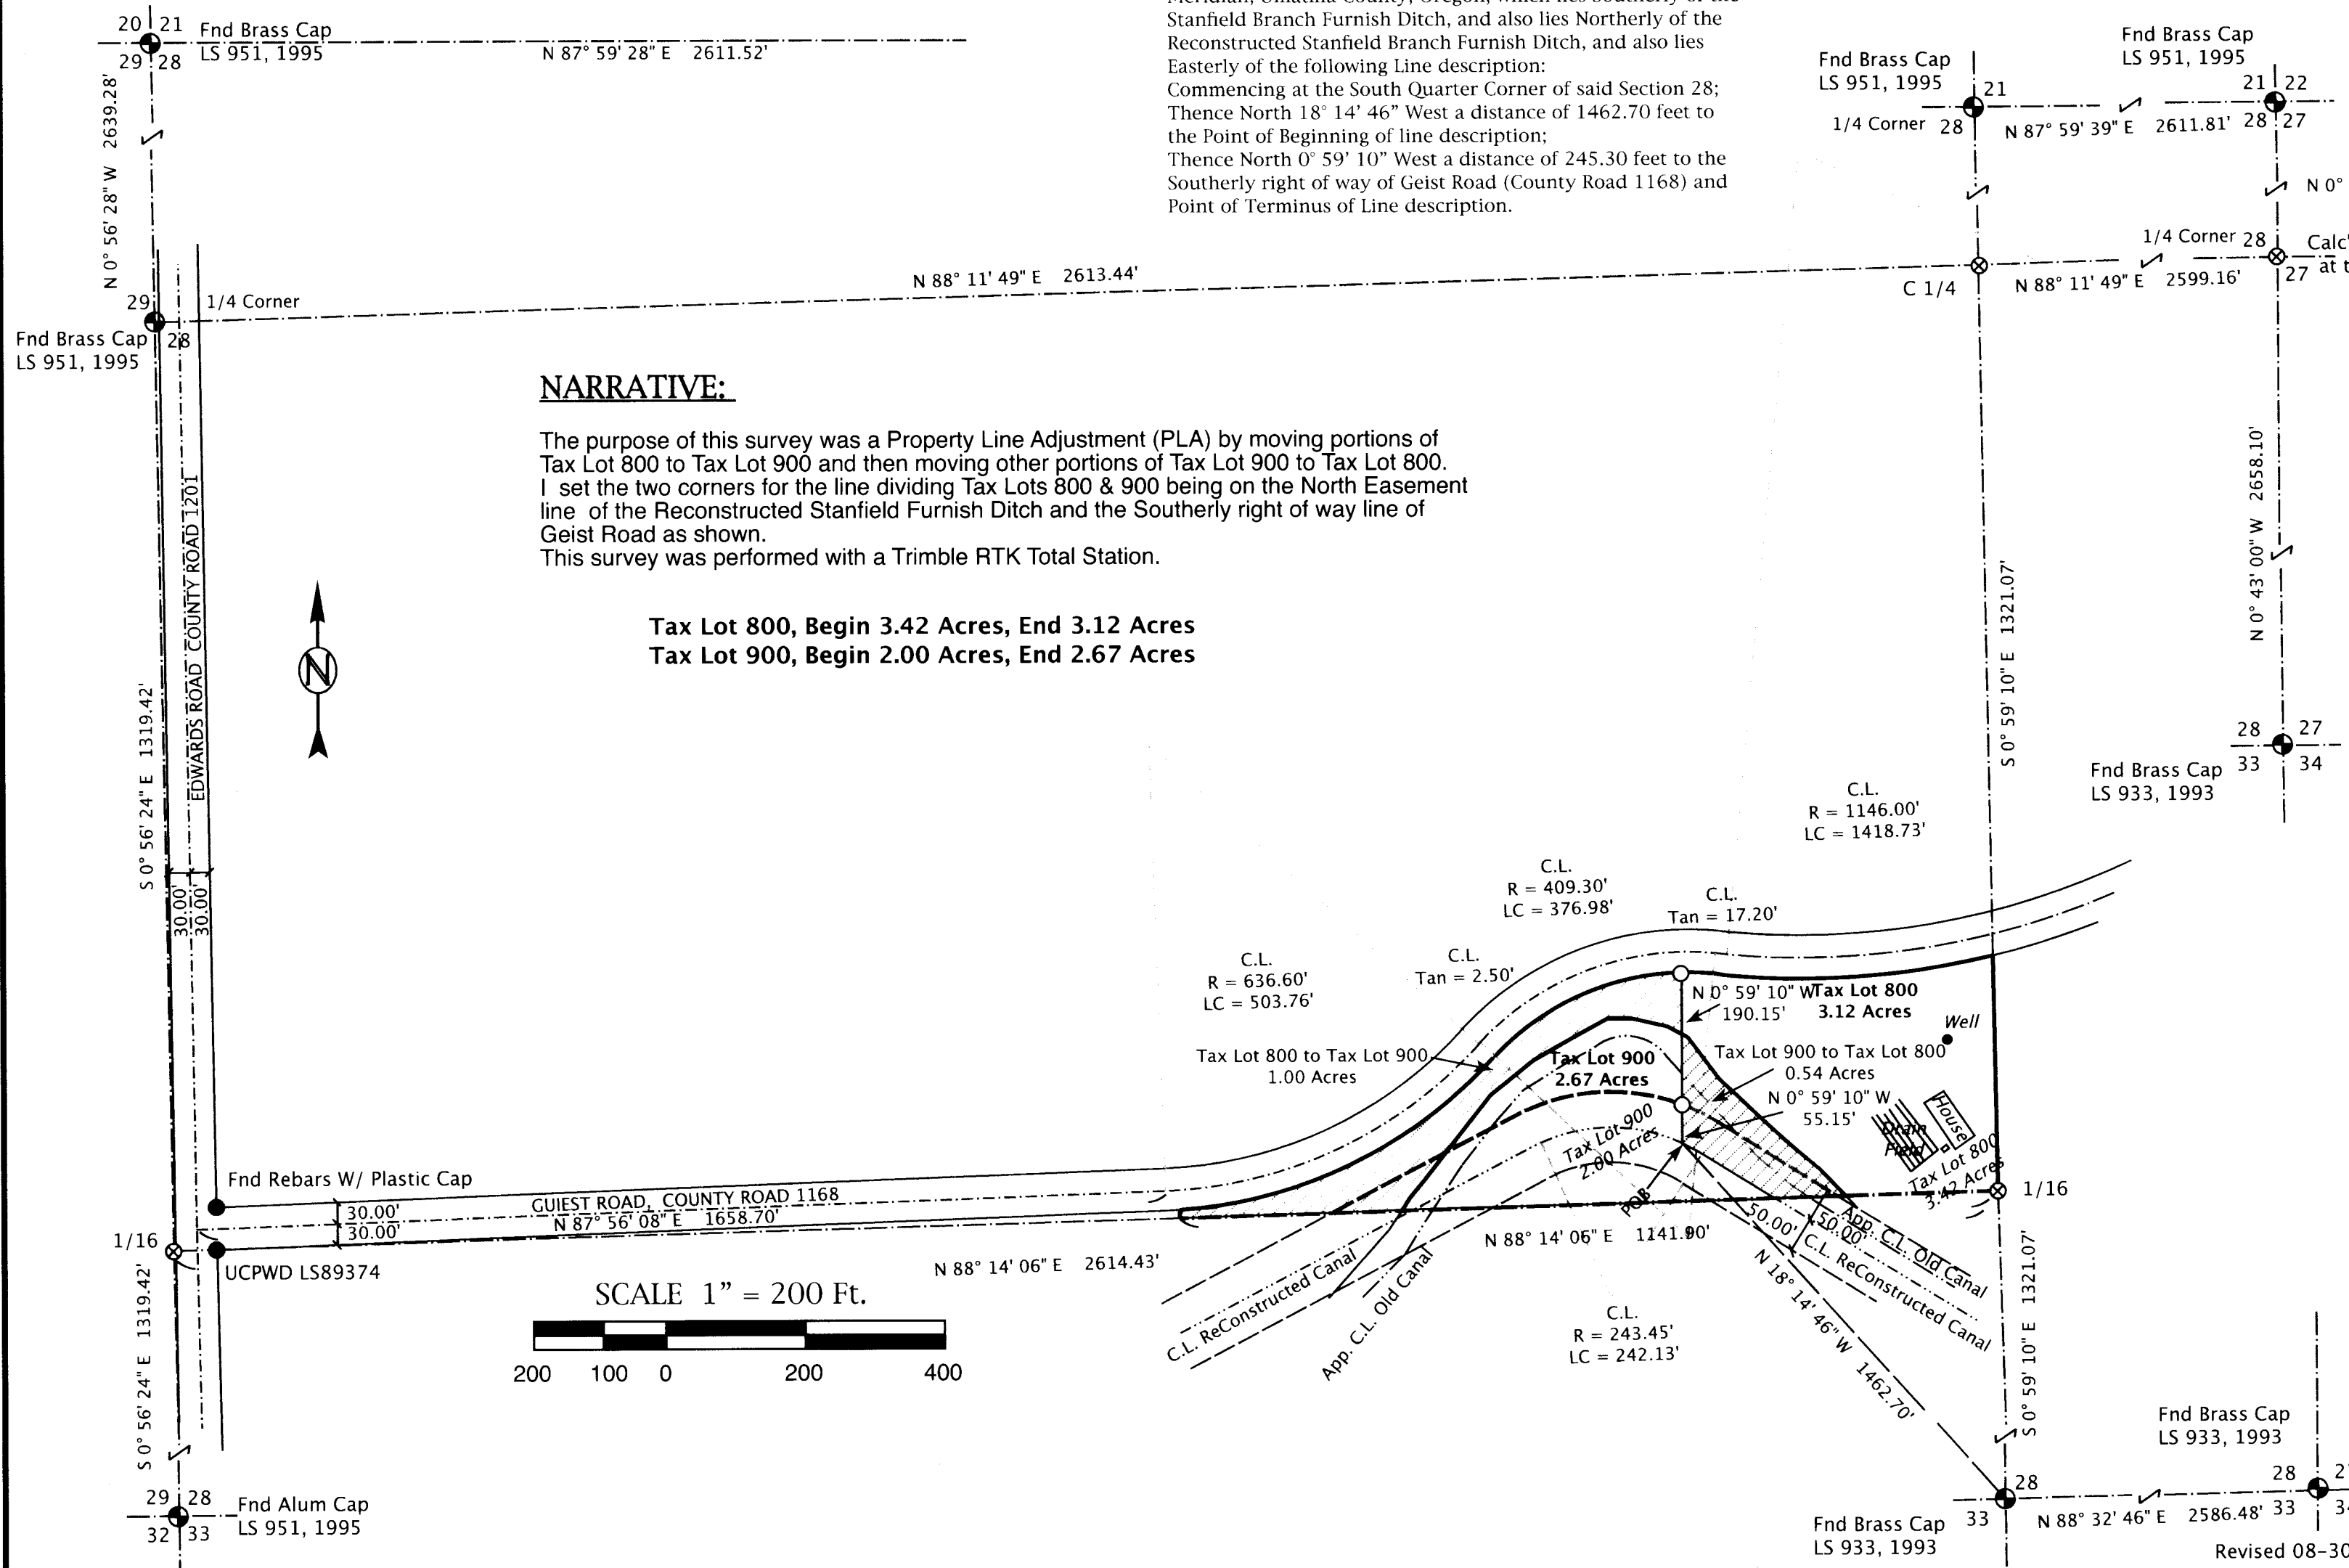 Stanfield Branch Furnish Ditch, and also lies Northerly of the
Reconstructed Stanfield Branch Furnish Ditch, and also lies
Easterly of the following Line description:
Commencing at the South Quarter Corner of said Section 28;
Thence North 18° 14' 46” West a distance of 1462.70 feet to
the Point of Beginning of line description;
Thence North 0° 59' 10” West a distance of 245.30 feet to the
Southerly right of way of Geist Road (County Road 1168) and
Point of Terminus of Line description.
20 21
29 28
Fnd Brass Cap
LS 951, 1995
N 87° 59' 28" E 2611.52'
N 0° 56' 28" W 2639.28'
Fnd Brass Cap
LS 951, 1995
21
1/4 Corner 28
N 87° 59' 39" E 2611.81'
Fnd Brass Cap
LS 951, 1995
21 22
28 27
N 0°
1/4 Corner 28
27
C 1/4
N 88° 11' 49" E 2599.16'
29
1/4 Corner
28
Fnd Brass Cap
LS 951, 1995
N 88° 11' 49" E 2613.44'
NARRATIVE:
The purpose of this survey was a Property Line Adjustment (PLA) by moving portions of
Tax Lot 800 to Tax Lot 900 and then moving other portions of Tax Lot 900 to Tax Lot 800.
I set the two corners for the line dividing Tax Lots 800 & 900 being on the North Easement
line of the Reconstructed Stanfield Furnish Ditch and the Southerly right of way line of
Geist Road as shown.
This survey was performed with a Trimble RTK Total Station.
Tax Lot 800, Begin 3.42 Acres, End 3.12 Acres
Tax Lot 900, Begin 2.00 Acres, End 2.67 Acres
N
EDWARDS ROAD COUNTY ROAD 1201
S 0° 56' 24" E 1319.42'
30.00'
30.00'
S 0° 59' 10" E 1321.07'
N 0° 43' 00" W 2658.10'
28 27
33 34
Fnd Brass Cap
LS 933, 1993
C.L.
R = 1146.00'
LC = 1418.73'
C.L.
R = 409.30'
LC = 376.98'
C.L.
Tan = 17.20'
C.L.
Tan = 2.50'
C.L.
R = 636.60'
LC = 503.76'
N 0° 59' 10" W
190.15'
Tax Lot 800
3.12 Acres
Well
Tax Lot 800 to Tax Lot 900
1.00 Acres
Tax Lot 900
2.67 Acres
Tax Lot 900 to Tax Lot 800
0.54 Acres
N 0° 59' 10" W
55.15'
Tax Lot 900
2.00 Acres
House
Drain
Field
Tax Lot 800
3.42 Acres
POB
1/16
Fnd Rebars W/ Plastic Cap
30.00'
30.00'
GUIEST ROAD, COUNTY ROAD 1168
N 87° 56' 08" E 1658.70'
1/16
UCPWD LS89374
N 88° 14' 06" E 2614.43'
N 88° 14' 06" E 1141.90'
50.00'
50.00'
App. C.L. Old Canal
C.L. ReConstructed Canal
C.L. ReConstructed Canal
App. C.L. Old Canal
N 18° 14' 46" W 1462.70'
C.L.
R = 243.45'
LC = 242.13'
SCALE 1” = 200 Ft.
200 100 0 200 400
S 0° 56' 24" E 1319.42'
S 0° 59' 10" E 1321.07'
29 28
32 33
Fnd Alum Cap
LS 951, 1995
28
33
Fnd Brass Cap
LS 933, 1993
N 88° 32' 46" E 2586.48'
Fnd Brass Cap
LS 933, 1993
28
33
Revised 08-30